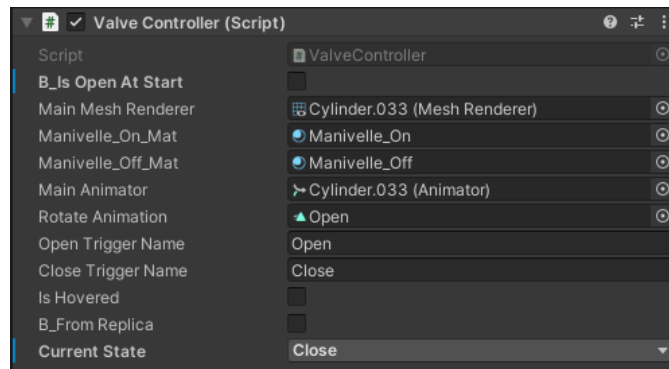 Valve Controller (Script)
Script ValveController
B_Is Open At Start
Main Mesh Renderer Cylinder.033 (Mesh Renderer)
Manivelle_On_Mat Manivelle_On
Manivelle_Off_Mat Manivelle_Off
Main Animator Cylinder.033 (Animator)
Rotate Animation Open
Open Trigger Name Open
Close Trigger Name Close
Is Hovered
B_From Replica
Current State Close